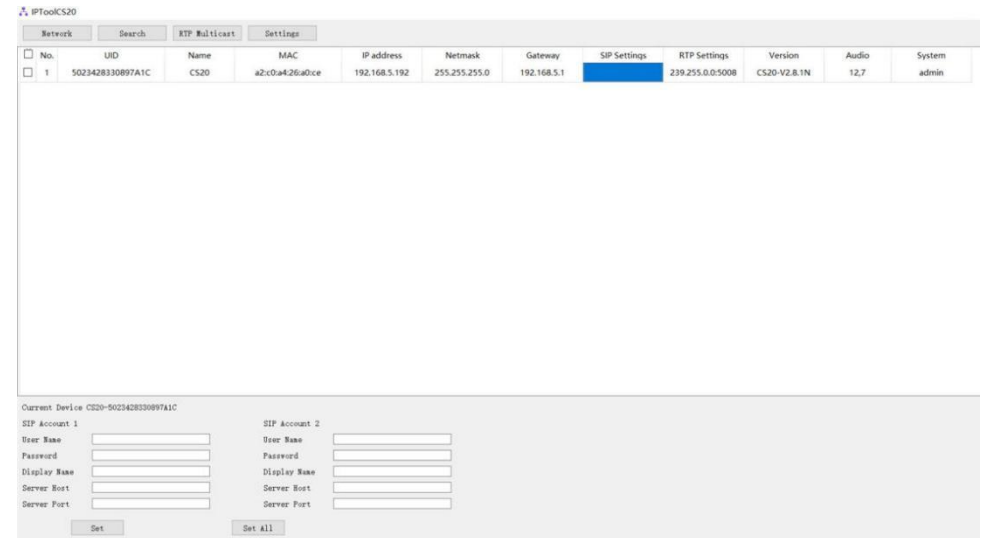 IPToolCS20
Network Search RTP Multicast Settings
No. UID Name MAC IP address Netmask Gateway SIP Settings RTP Settings Version Audio System
1 5023428330897A1C CS20 a2:c0:a4:26:a0:ce 192.168.5.192 255.255.255.0 192.168.5.1 239.255.0.0:5008 CS20-V2.8.1N 12,7 admin
Current Device CS20-5023428330897A1C
SIP Account 1 SIP Account 2
User Name User Name
Password Password
Display Name Display Name
Server Host Server Host
Server Port Server Port
Set Set All